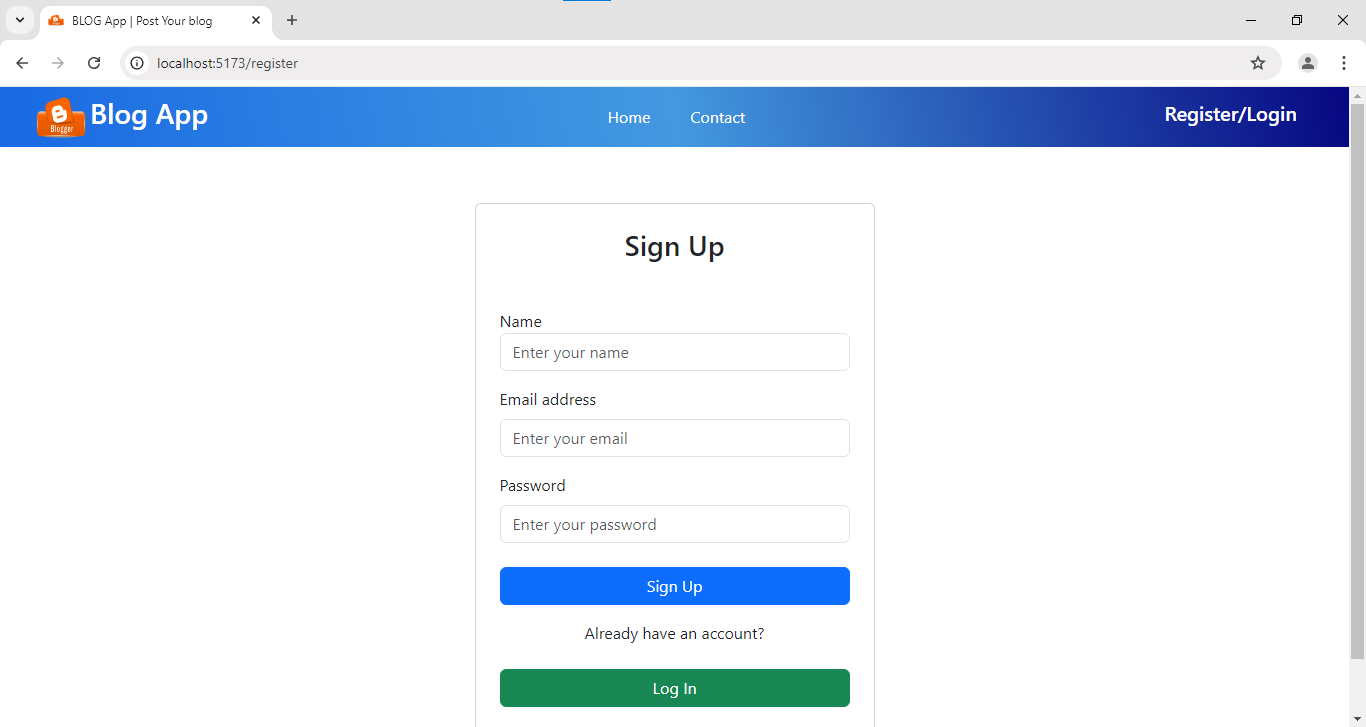 BLOG App | Post Your blog
localhost:5173/register
Blogger
Blog App
Home
Contact
Register/Login
Sign Up
Name
Enter your name
Email address
Enter your email
Password
Enter your password
Sign Up
Already have an account?
Log In